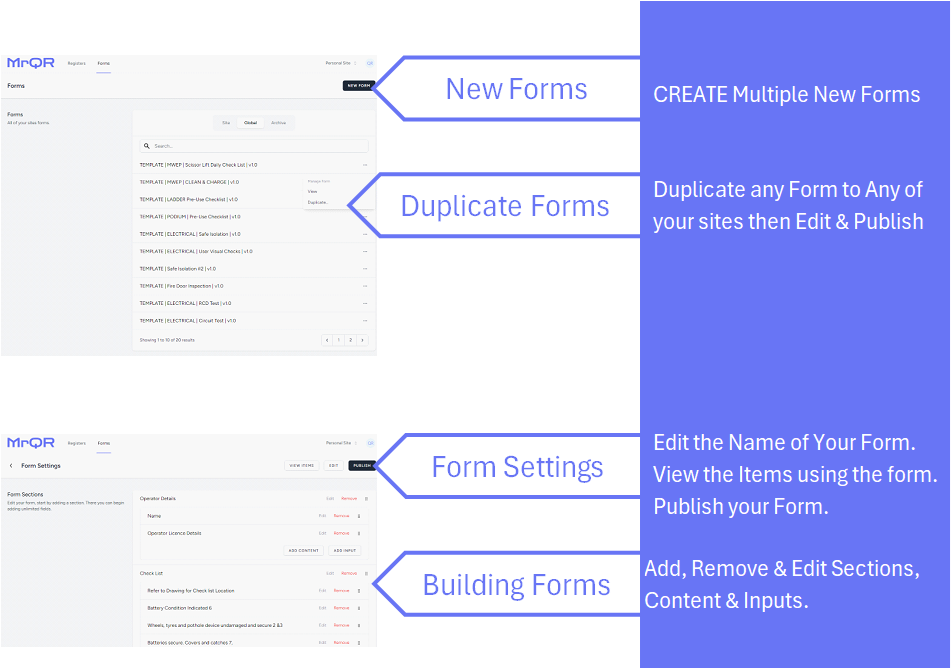 MrQR Registers Forms Personal Site QR
Forms NEW FORM
Forms
All of your sites forms.
Site Global Archive
Search...
TEMPLATE | MWEP | Scissor Lift Daily Check List | v1.0
TEMPLATE | MWEP | CLEAN & CHARGE | v1.0
TEMPLATE | LADDER Pre-Use Checklist | v1.0
TEMPLATE | PODIUM | Pre-Use Checklist | v1.0
TEMPLATE | ELECTRICAL | Safe Isolation | v1.0
TEMPLATE | ELECTRICAL | User Visual Checks | v1.0
TEMPLATE | Safe Isolation #2 | v1.0
TEMPLATE | Fire Door Inspection | v1.0
TEMPLATE | ELECTRICAL | RCD Test | v1.0
TEMPLATE | ELECTRICAL | Circuit Test | v1.0
Manage Form
View
Duplicate
Showing 1 to 10 of 20 results
< 1 2 >
New Forms
CREATE Multiple New Forms
Duplicate Forms
Duplicate any Form to Any of
your sites then Edit & Publish
MrQR Registers Forms Personal Site QR
< Form Settings VIEW ITEMS EDIT PUBLISH
Form Sections
Edit your form, start by adding a section. There you can begin
adding unlimited fields.
Operator Details Edit Remove
Name Edit Remove
Operator Licence Details Edit Remove
ADD CONTENT ADD INPUT
Check List Edit Remove
Refer to Drawing for Check list Location Edit Remove
Battery Condition Indicated 6 Edit Remove
Wheels, tyres and pothole device undamaged and secure 2 &3 Edit Remove
Batteries secure. Covers and catches 7. Edit Remove
Form Settings
Edit the Name of Your Form.
View the Items using the form.
Publish your Form.
Building Forms
Add, Remove & Edit Sections,
Content & Inputs.